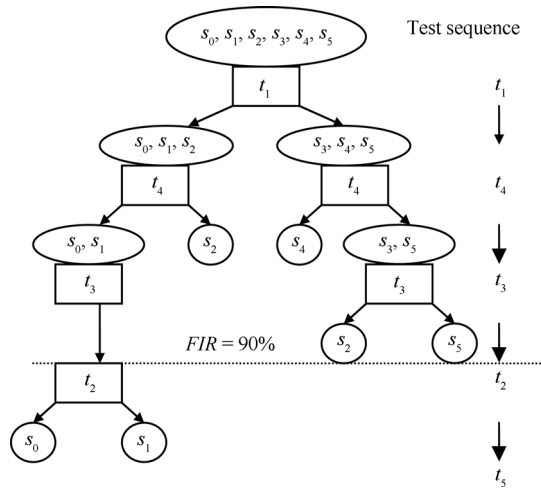 s₀, s₁, s₂, s₃, s₄, s₅
Test sequence
t₁
t₁
s₀, s₁, s₂
s₃, s₄, s₅
t₄
t₄
t₄
s₀, s₁
s₂
s₄
s₃, s₅
t₃
t₃
t₃
FIR = 90%
s₂
s₅
t₂
t₂
s₀
s₁
t₅